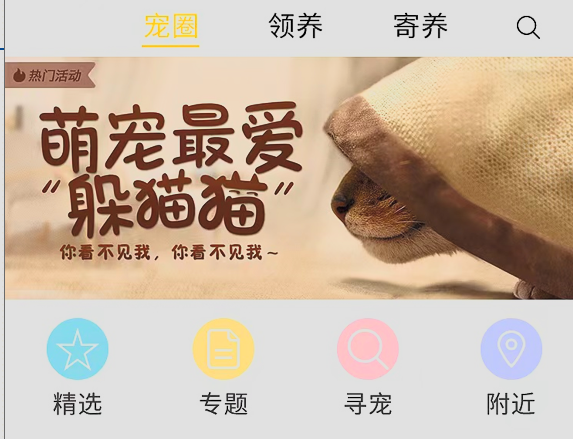 宠圈 领养 寄养
热门活动
萌宠最爱
"躲猫猫"
你看不见我，你看不见我～
精选 专题 寻宠 附近